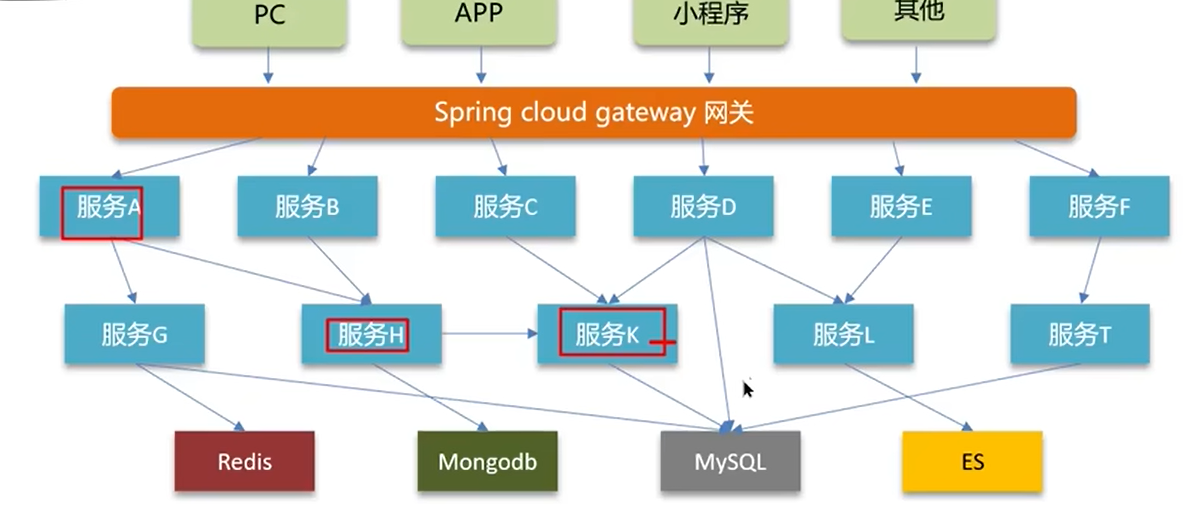 PC
APP
小程序
其他
Spring cloud gateway 网关
服务A
服务B
服务C
服务D
服务E
服务F
服务G
服务H
服务K
服务L
服务T
Redis
Mongodb
MySQL
ES